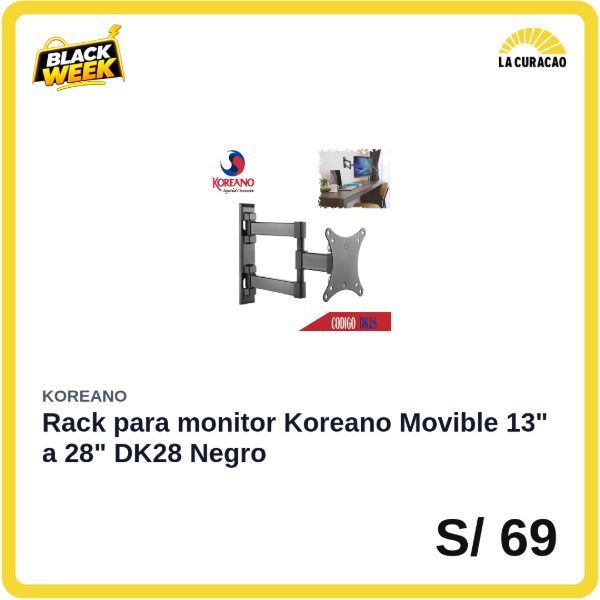 BLACK
WEEK
LA CURACAO
KOREANO
CODIGO DK28
KOREANO
Rack para monitor Koreano Movible 13"
a 28" DK28 Negro
S/ 69